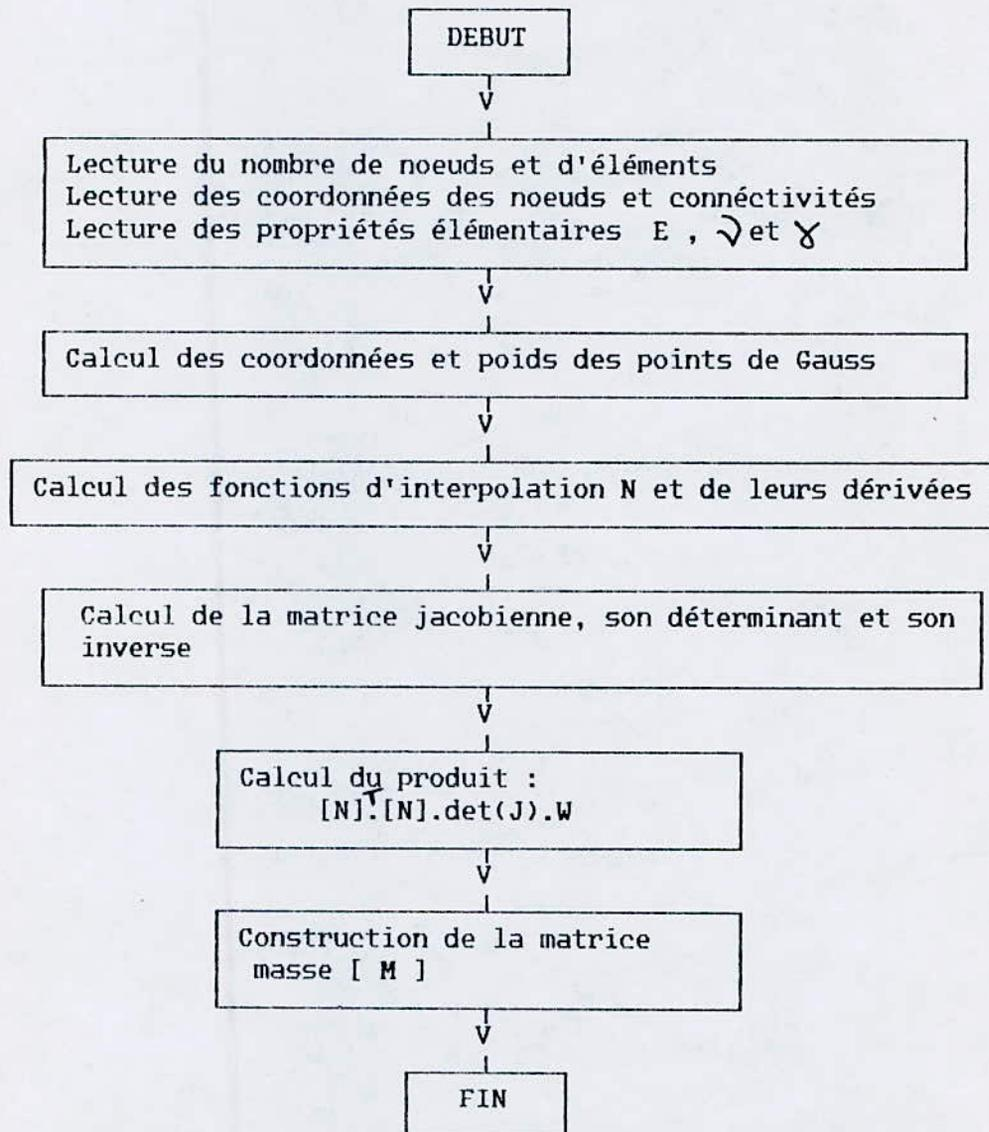 DEBUT
V
Lecture du nombre de noeuds et d'éléments
Lecture des coordonnées des noeuds et connéctivités
Lecture des propriétés élémentaires E , ν et γ
V
Calcul des coordonnées et poids des points de Gauss
V
Calcul des fonctions d'interpolation N et de leurs dérivées
V
Calcul de la matrice jacobienne, son déterminant et son
inverse
V
Calcul du produit :
[N]ᵀ.[N].det(J).W
V
Construction de la matrice
masse [ M ]
V
FIN